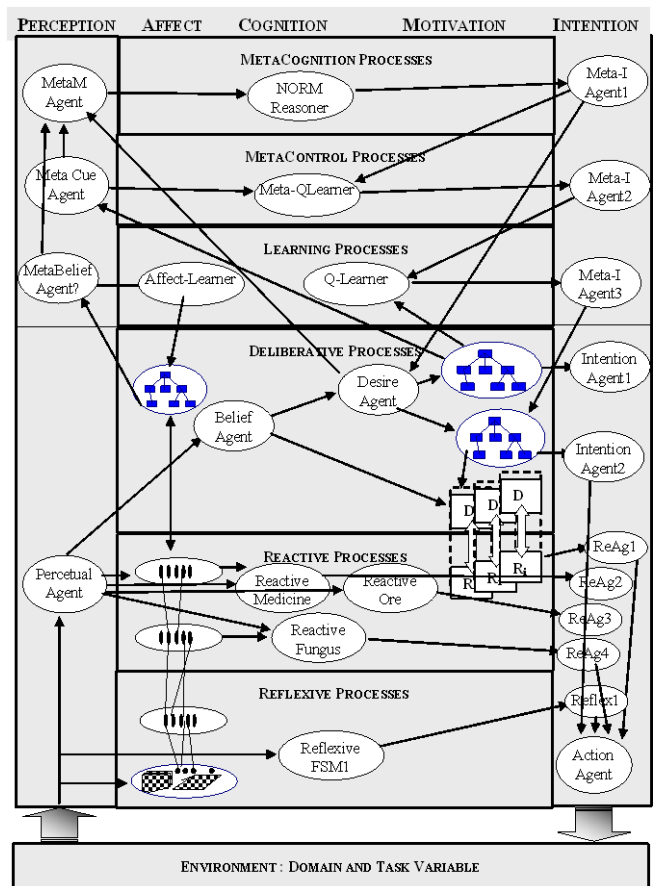 PERCEPTION AFFECT COGNITION MOTIVATION INTENTION
METACOGNITION PROCESSES
MetaM
Agent
NORM
Reasoner
Meta-I
Agent1
METACONTROL PROCESSES
Meta Cue
Agent
Meta-QLearner
Meta-I
Agent2
LEARNING PROCESSES
MetaBelief
Agent?
Affect-Learner
Q-Learner
Meta-I
Agent3
DELIBERATIVE PROCESSES
Desire
Agent
Intention
Agent1
Belief
Agent
Intention
Agent2
D
D
D
REACTIVE PROCESSES
Percetual
Agent
Reactive
Medicine
Reactive
Ore
R
R
Ri
ReAg1
ReAg2
ReAg3
Reactive
Fungus
ReAg4
REFLEXIVE PROCESSES
Reflex1
Reflexive
FSM1
Action
Agent
ENVIRONMENT : DOMAIN AND TASK VARIABLE